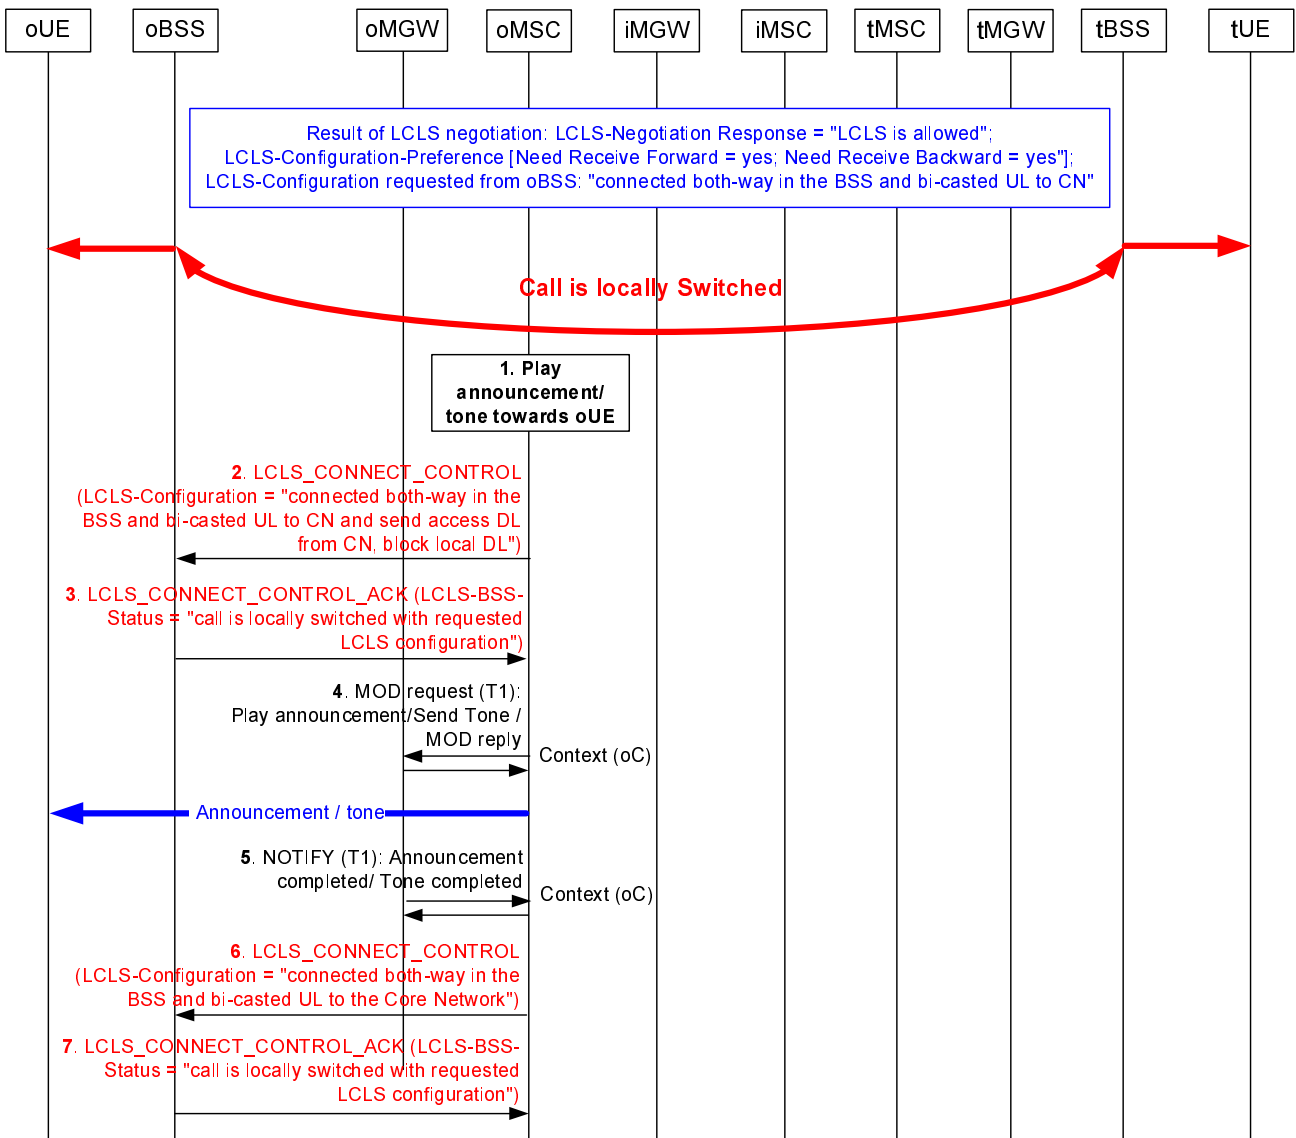 oUE oBSS oMGW oMSC iMGW iMSC tMSC tMGW tBSS tUE
Result of LCLS negotiation: LCLS-Negotiation Response = "LCLS is allowed";
LCLS-Configuration-Preference [Need Receive Forward = yes; Need Receive Backward = yes"];
LCLS-Configuration requested from oBSS: "connected both-way in the BSS and bi-casted UL to CN"
Call is locally Switched
1. Play
announcement/
tone towards oUE
2. LCLS_CONNECT_CONTROL
(LCLS-Configuration = "connected both-way in the
BSS and bi-casted UL to CN and send access DL
from CN, block local DL")
3. LCLS_CONNECT_CONTROL_ACK (LCLS-BSS-
Status = "call is locally switched with requested
LCLS configuration")
4. MOD request (T1):
Play announcement/Send Tone /
MOD reply
Context (oC)
Announcement / tone
5. NOTIFY (T1): Announcement
completed/ Tone completed
Context (oC)
6. LCLS_CONNECT_CONTROL
(LCLS-Configuration = "connected both-way in the
BSS and bi-casted UL to the Core Network")
7. LCLS_CONNECT_CONTROL_ACK (LCLS-BSS-
Status = "call is locally switched with requested
LCLS configuration")